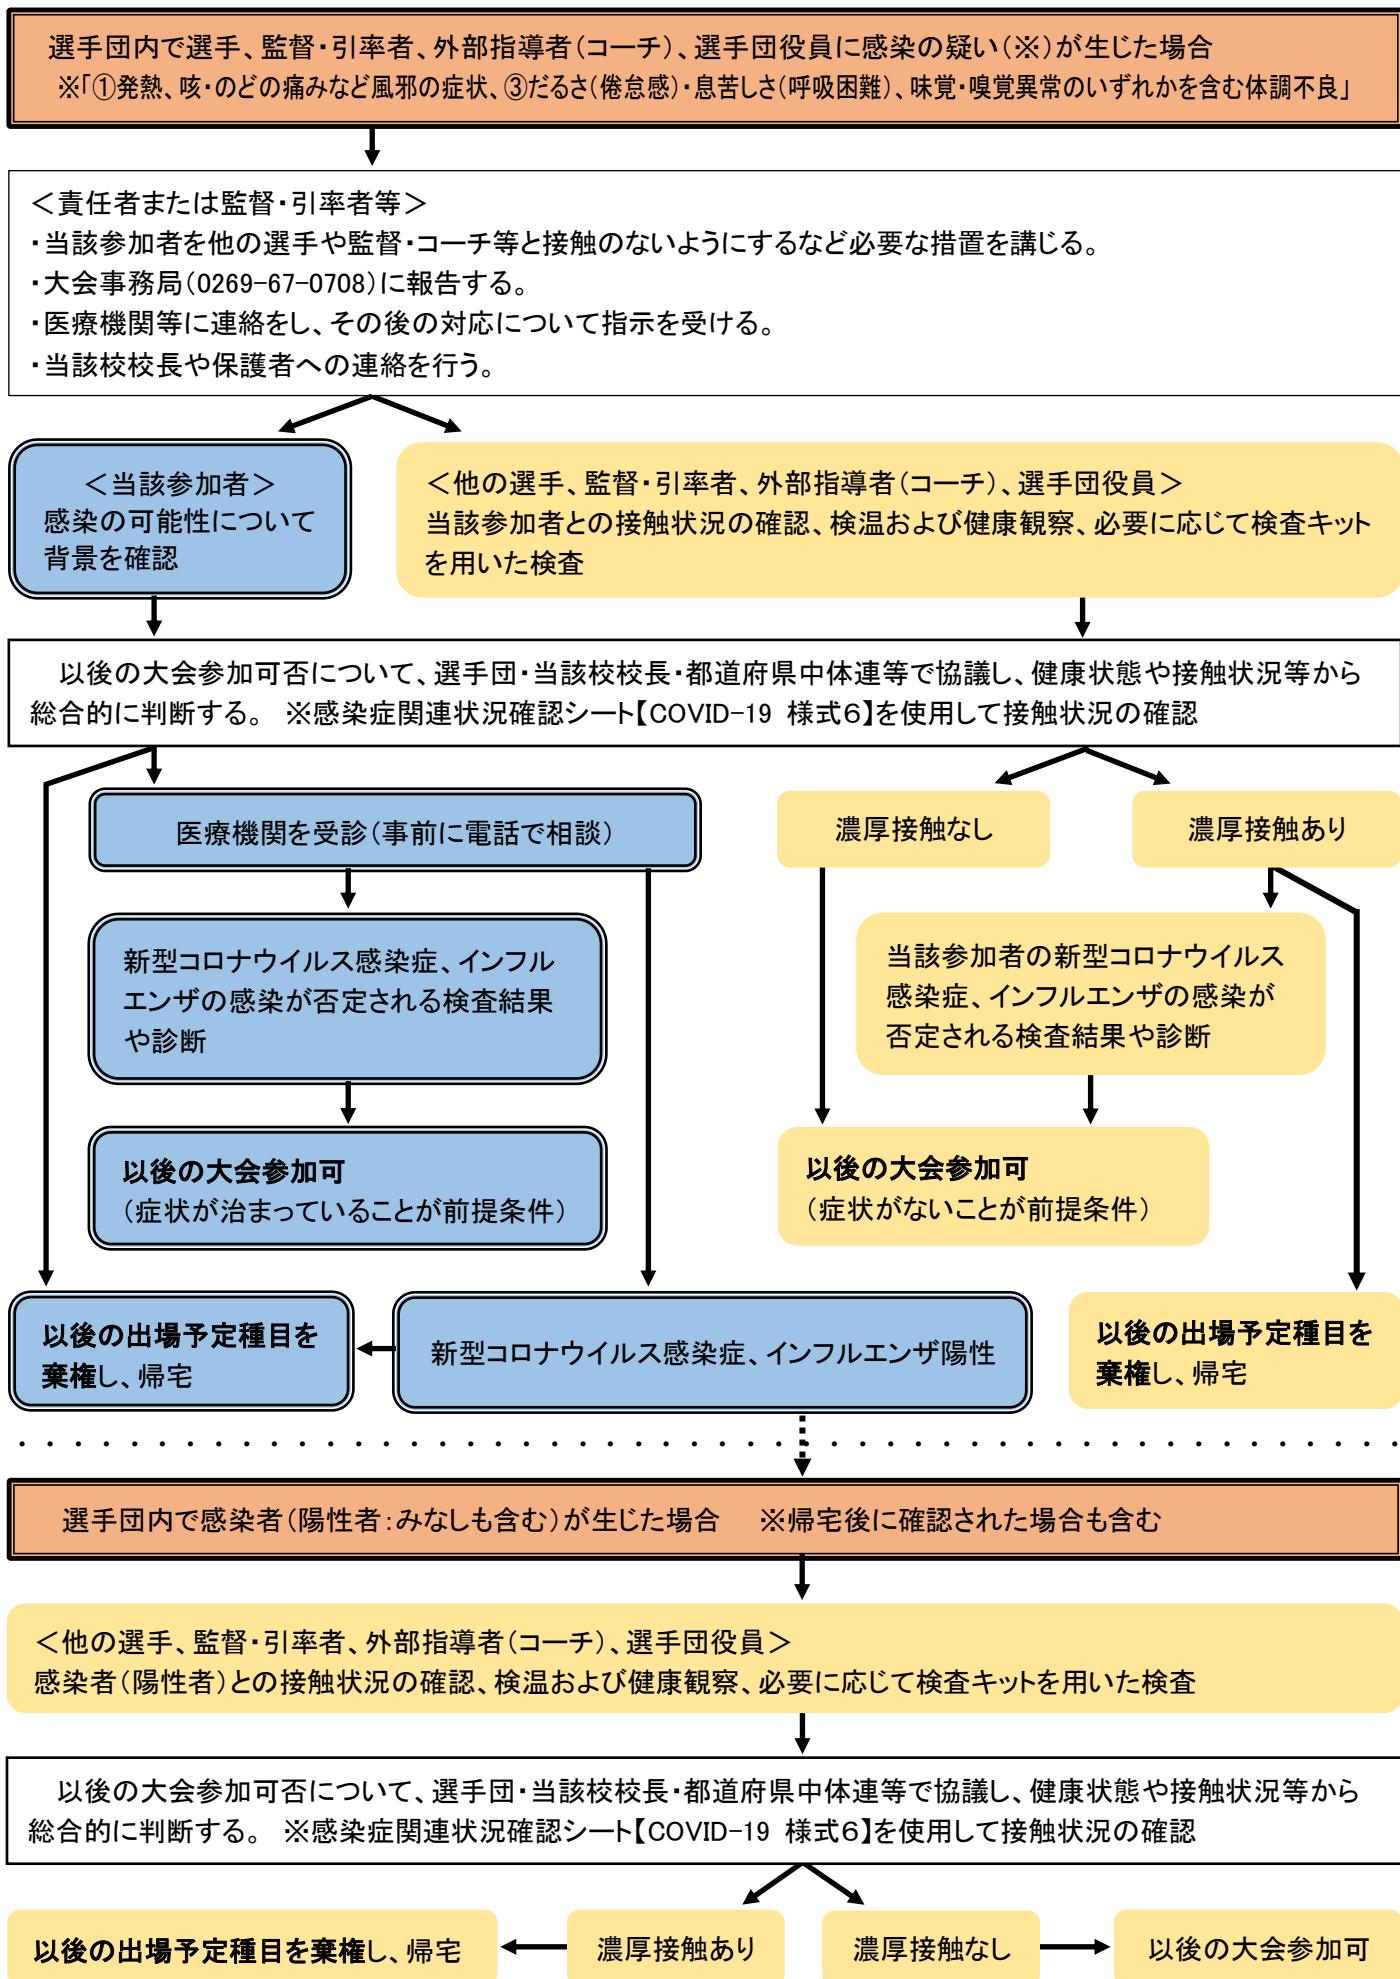 選手団内で選手、監督・引率者、外部指導者(コーチ)、選手団役員に感染の疑い(※)が生じた場合
※「①発熱、咳・のどの痛みなど風邪の症状、③だるさ(倦怠感)・息苦しさ(呼吸困難)、味覚・嗅覚異常のいずれかを含む体調不良」
＜責任者または監督・引率者等＞
・当該参加者を他の選手や監督・コーチ等と接触のないようにするなど必要な措置を講じる。
・大会事務局(0269-67-0708)に報告する。
・医療機関等に連絡をし、その後の対応について指示を受ける。
・当該校校長や保護者への連絡を行う。
＜当該参加者＞
感染の可能性について
背景を確認
＜他の選手、監督・引率者、外部指導者(コーチ)、選手団役員＞
当該参加者との接触状況の確認、検温および健康観察、必要に応じて検査キット
を用いた検査
以後の大会参加可否について、選手団・当該校校長・都道府県中体連等で協議し、健康状態や接触状況等から
総合的に判断する。 ※感染症関連状況確認シート【COVID-19 様式６】を使用して接触状況の確認
医療機関を受診(事前に電話で相談)
濃厚接触なし
濃厚接触あり
新型コロナウイルス感染症、インフル
エンザの感染が否定される検査結果
や診断
当該参加者の新型コロナウイルス
感染症、インフルエンザの感染が
否定される検査結果や診断
以後の大会参加可
(症状が治まっていることが前提条件)
以後の大会参加可
(症状がないことが前提条件)
以後の出場予定種目を
棄権し、帰宅
新型コロナウイルス感染症、インフルエンザ陽性
以後の出場予定種目を
棄権し、帰宅
選手団内で感染者(陽性者:みなしも含む)が生じた場合 ※帰宅後に確認された場合も含む
＜他の選手、監督・引率者、外部指導者(コーチ)、選手団役員＞
感染者(陽性者)との接触状況の確認、検温および健康観察、必要に応じて検査キットを用いた検査
以後の大会参加可否について、選手団・当該校校長・都道府県中体連等で協議し、健康状態や接触状況等から
総合的に判断する。 ※感染症関連状況確認シート【COVID-19 様式６】を使用して接触状況の確認
以後の出場予定種目を棄権し、帰宅
濃厚接触あり
濃厚接触なし
以後の大会参加可